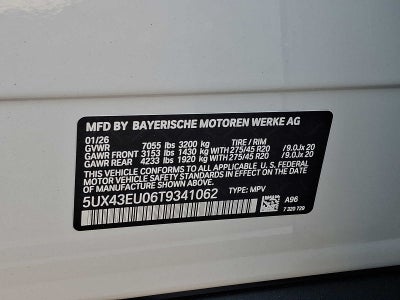 MFD BY BAYERISCHE MOTOREN WERKE AG
01/26
GVWR 7055 lbs 3200 kg TIRE / RIM
GAWR FRONT 3153 lbs 1430 kg WITH 275/45 R20 / 9.0Jx 20
GAWR REAR 4233 lbs 1920 kg WITH 275/45 R20 / 9.0Jx 20
THIS VEHICLE CONFORMS TO ALL APPLICABLE U.S. FEDERAL
MOTOR VEHICLE SAFETY STANDARDS IN EFFECT ON THE DATE OF
MANUFACTURE SHOWN ABOVE.
5UX43EU06T9341062 TYPE: MPV
A96